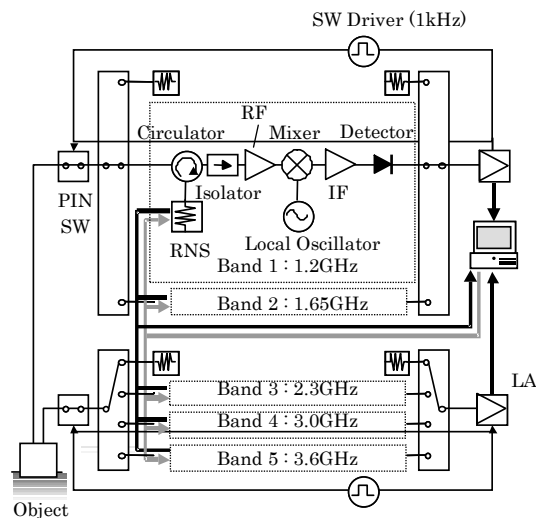 SW Driver (1kHz)
RF
Circulator
Mixer
Detector
PIN
SW
Isolator
IF
RNS
Local Oscillator
Band 1 : 1.2GHz
Band 2 : 1.65GHz
LA
Band 3 : 2.3GHz
Band 4 : 3.0GHz
Band 5 : 3.6GHz
Object